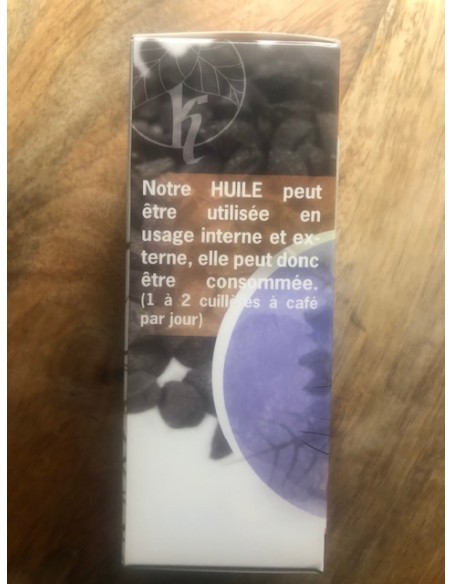 Notre HUILE peut
être utilisée en
usage interne et ex-
terne, elle peut donc
être consommée.
(1 à 2 cuillères à café
par jour)